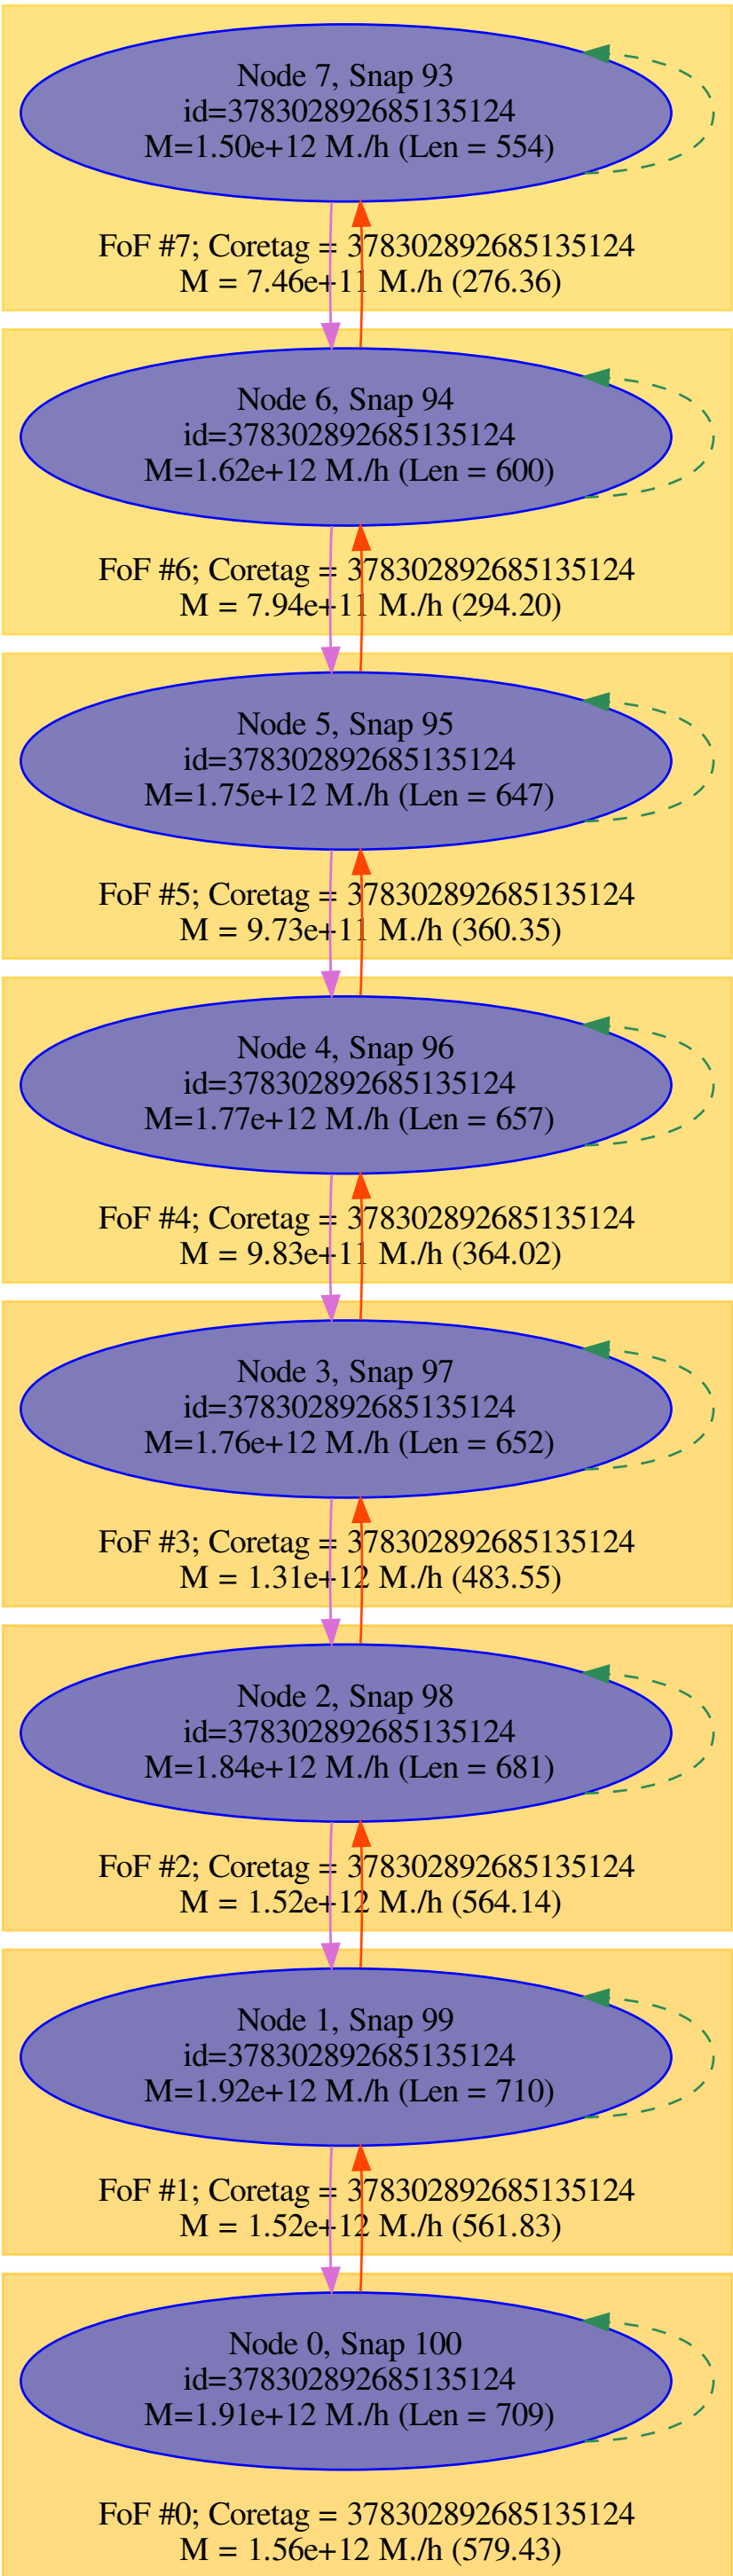 Node 7, Snap 93
id=378302892685135124
M=1.50e+12 M./h (Len = 554)
FoF #7; Coretag = 378302892685135124
M = 7.46e+11 M./h (276.36)
Node 6, Snap 94
id=378302892685135124
M=1.62e+12 M./h (Len = 600)
FoF #6; Coretag = 378302892685135124
M = 7.94e+11 M./h (294.20)
Node 5, Snap 95
id=378302892685135124
M=1.75e+12 M./h (Len = 647)
FoF #5; Coretag = 378302892685135124
M = 9.73e+11 M./h (360.35)
Node 4, Snap 96
id=378302892685135124
M=1.77e+12 M./h (Len = 657)
FoF #4; Coretag = 378302892685135124
M = 9.83e+11 M./h (364.02)
Node 3, Snap 97
id=378302892685135124
M=1.76e+12 M./h (Len = 652)
FoF #3; Coretag = 378302892685135124
M = 1.31e+12 M./h (483.55)
Node 2, Snap 98
id=378302892685135124
M=1.84e+12 M./h (Len = 681)
FoF #2; Coretag = 378302892685135124
M = 1.52e+12 M./h (564.14)
Node 1, Snap 99
id=378302892685135124
M=1.92e+12 M./h (Len = 710)
FoF #1; Coretag = 378302892685135124
M = 1.52e+12 M./h (561.83)
Node 0, Snap 100
id=378302892685135124
M=1.91e+12 M./h (Len = 709)
FoF #0; Coretag = 378302892685135124
M = 1.56e+12 M./h (579.43)